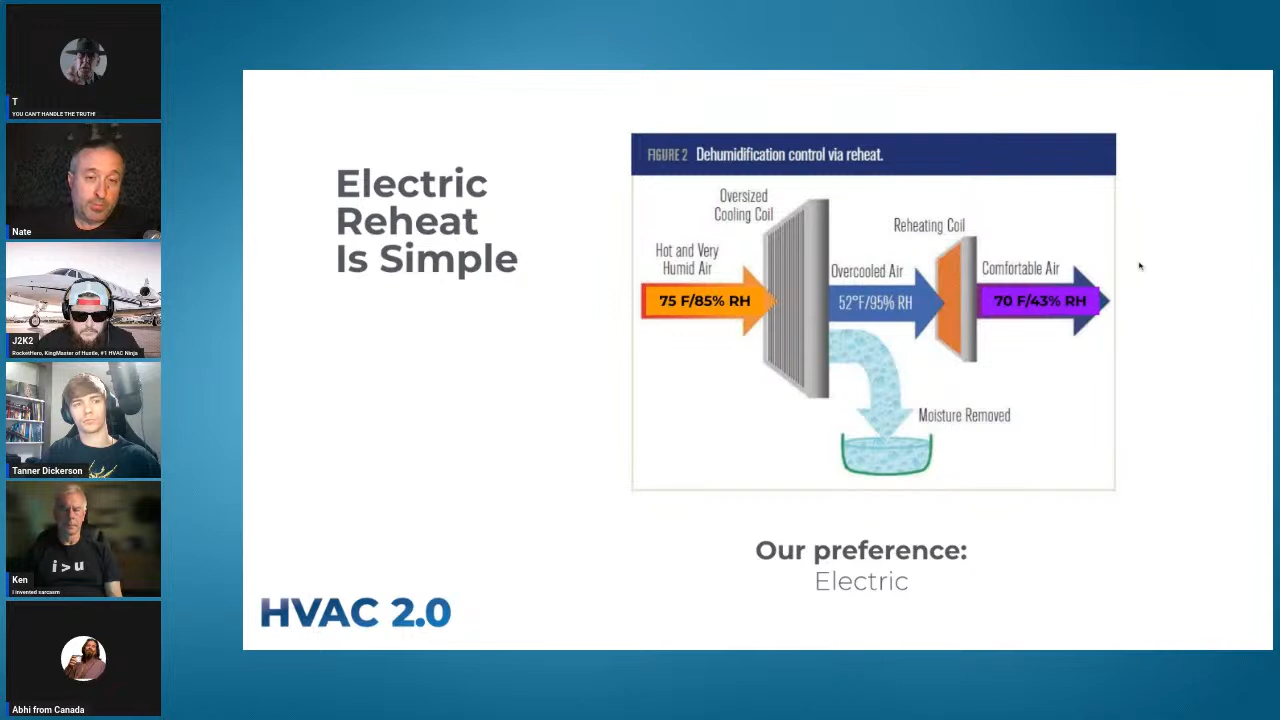 T
YOU CAN'T HANDLE THE TRUTH!
Nate
J2K2
RocketHero, KingMaster of Hustle, #1 HVAC Ninja
Tanner Dickerson
i > u
Ken
I invented sarcasm
Abhi from Canada
Electric
Reheat
Is Simple
FIGURE 2 Dehumidification control via reheat.
Oversized
Cooling Coil
Reheating Coil
Hot and Very
Humid Air
Overcooled Air
Comfortable Air
75 F/85% RH
52°F/95% RH
70 F/43% RH
Moisture Removed
Our preference:
Electric
HVAC 2.0